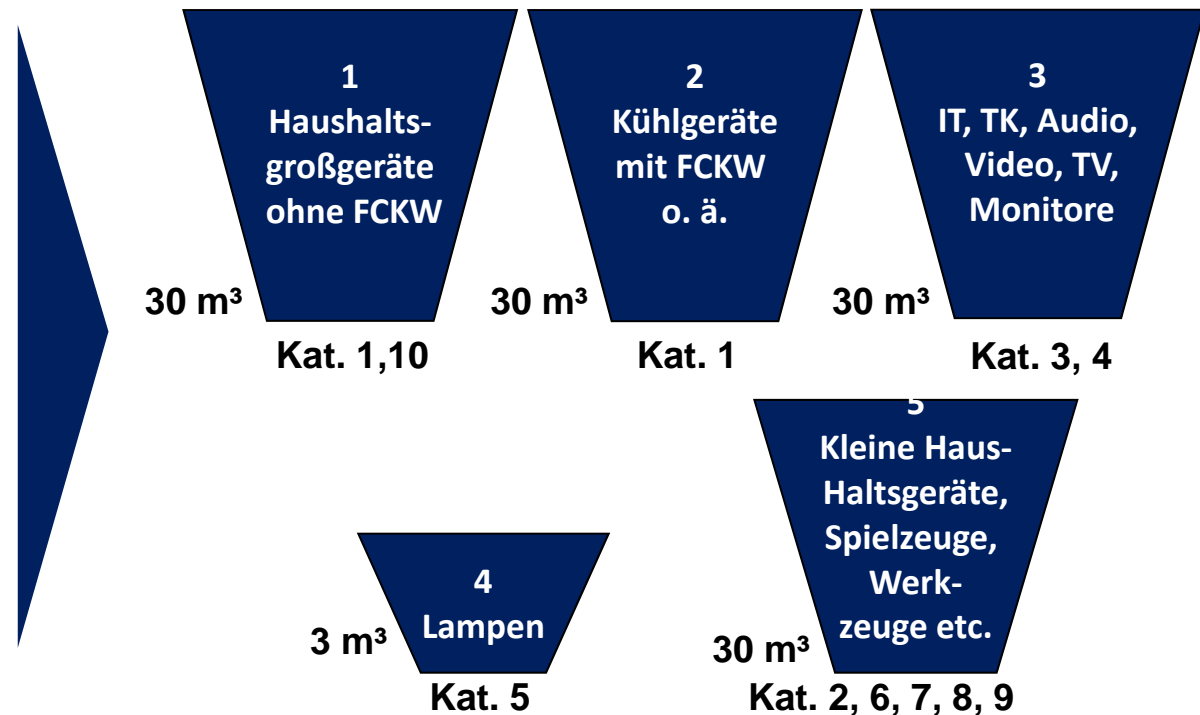 1
Haushalts-
großgeräte
ohne FCKW
30 m³
Kat. 1,10
2
Kühlgeräte
mit FCKW
o. ä.
30 m³
Kat. 1
3
IT, TK, Audio,
Video, TV,
Monitore
30 m³
Kat. 3, 4
4
Lampen
3 m³
Kat. 5
5
Kleine Haus-
Haltsgeräte,
Spielzeuge,
Werk-
zeuge etc.
30 m³
Kat. 2, 6, 7, 8, 9